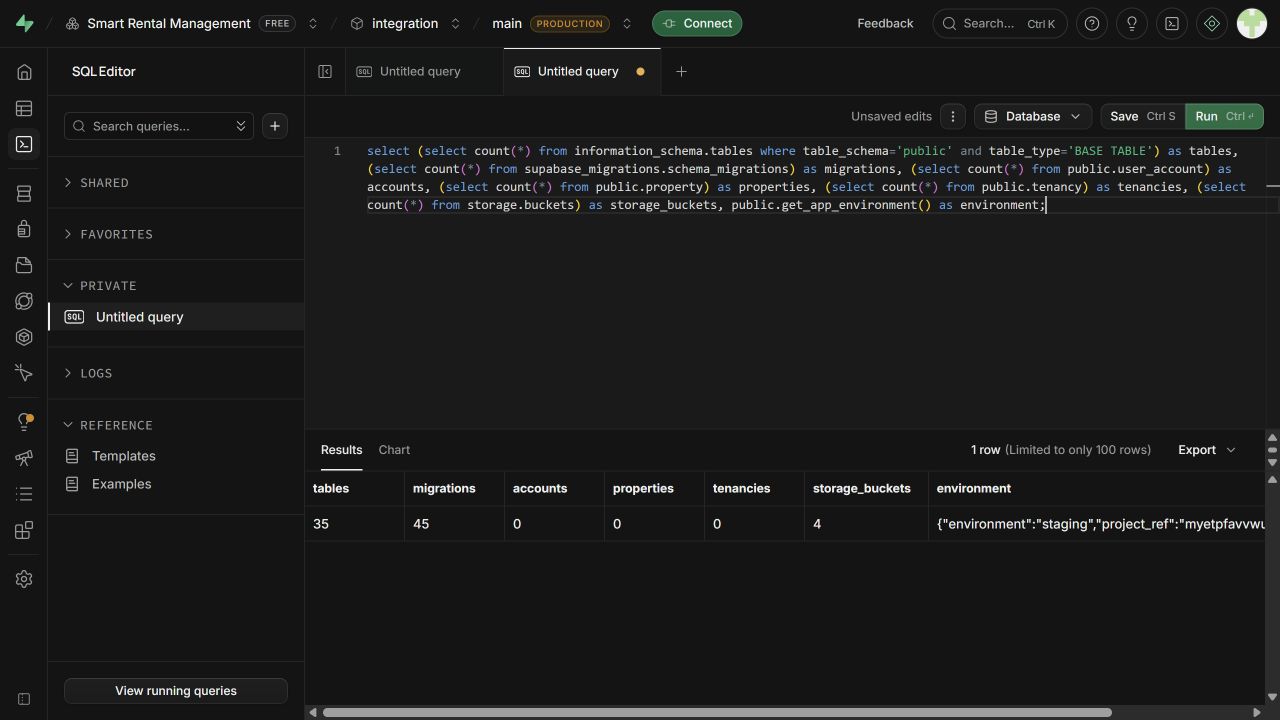 Smart Rental Management FREE integration main PRODUCTION Connect Feedback Search... Ctrl K
SQL Editor
SQL Untitled query
SQL Untitled query
Search queries...
Unsaved edits Database Save Ctrl S Run Ctrl ↵
1 select (select count(*) from information_schema.tables where table_schema='public' and table_type='BASE TABLE') as tables,
(select count(*) from supabase_migrations.schema_migrations) as migrations, (select count(*) from public.user_account) as
accounts, (select count(*) from public.property) as properties, (select count(*) from public.tenancy) as tenancies, (select
count(*) from storage.buckets) as storage_buckets, public.get_app_environment() as environment;
SHARED
FAVORITES
PRIVATE
SQL Untitled query
LOGS
REFERENCE
Templates
Examples
View running queries
Results Chart 1 row (Limited to only 100 rows) Export
tables migrations accounts properties tenancies storage_buckets environment
35 45 0 0 0 4 {"environment":"staging","project_ref":"myetpfavvwu